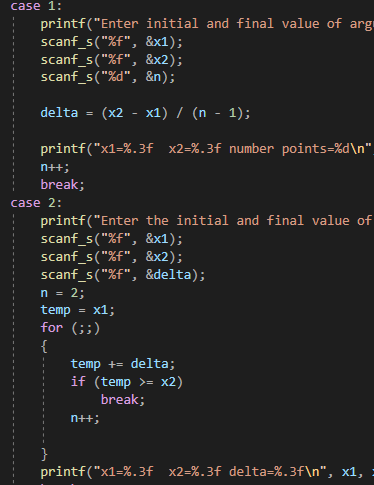 case 1:
printf("Enter initial and final value of
scanf_s("%f", &x1);
scanf_s("%f", &x2);
scanf_s("%d", &n);
delta = (x2 - x1) / (n - 1);
printf("x1=%.3f  x2=%.3f number points=%d\n"
n++;
break;
case 2:
printf("Enter the initial and final value of
scanf_s("%f", &x1);
scanf_s("%f", &x2);
scanf_s("%f", &delta);
n = 2;
temp = x1;
for (;;)
{
temp += delta;
if (temp >= x2)
break;
n++;
}
printf("x1=%.3f  x2=%.3f delta=%.3f\n", x1,